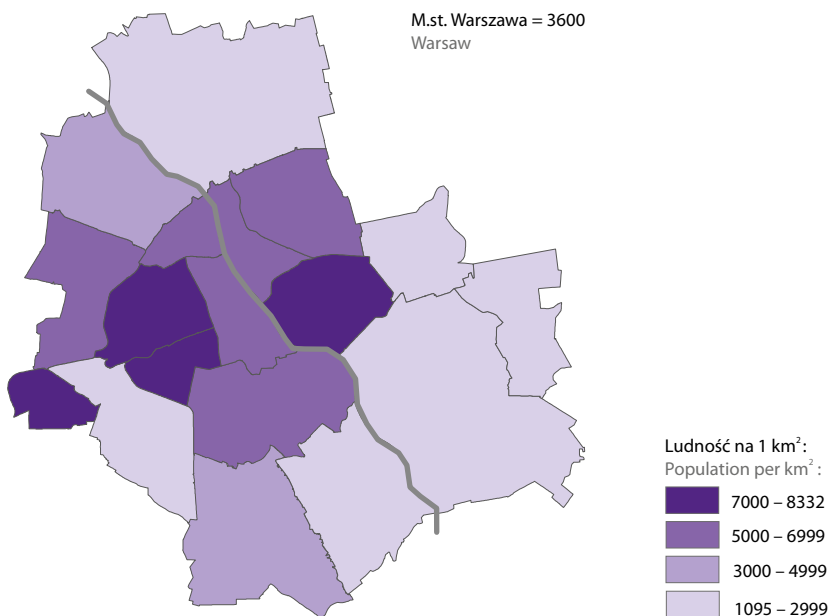 M.st. Warszawa = 3600
Warsaw
Ludność na 1 km²:
Population per km²:
7000 – 8332
5000 – 6999
3000 – 4999
1095 – 2999